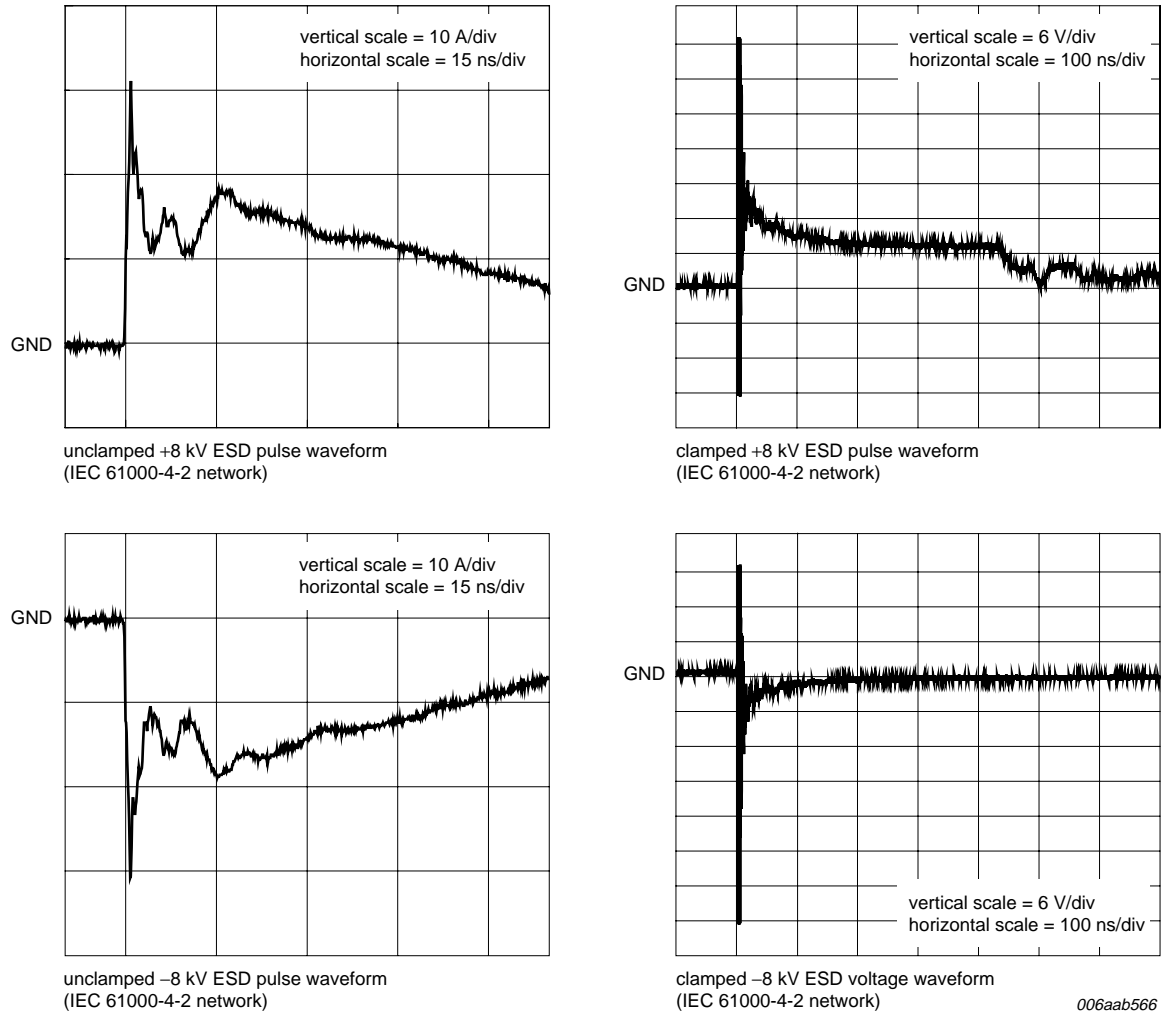 vertical scale = 10 A/div
horizontal scale = 15 ns/div
GND
unclamped +8 kV ESD pulse waveform
(IEC 61000-4-2 network)
vertical scale = 6 V/div
horizontal scale = 100 ns/div
GND
clamped +8 kV ESD pulse waveform
(IEC 61000-4-2 network)
vertical scale = 10 A/div
horizontal scale = 15 ns/div
GND
unclamped −8 kV ESD pulse waveform
(IEC 61000-4-2 network)
GND
vertical scale = 6 V/div
horizontal scale = 100 ns/div
clamped −8 kV ESD voltage waveform
(IEC 61000-4-2 network)
006aab566